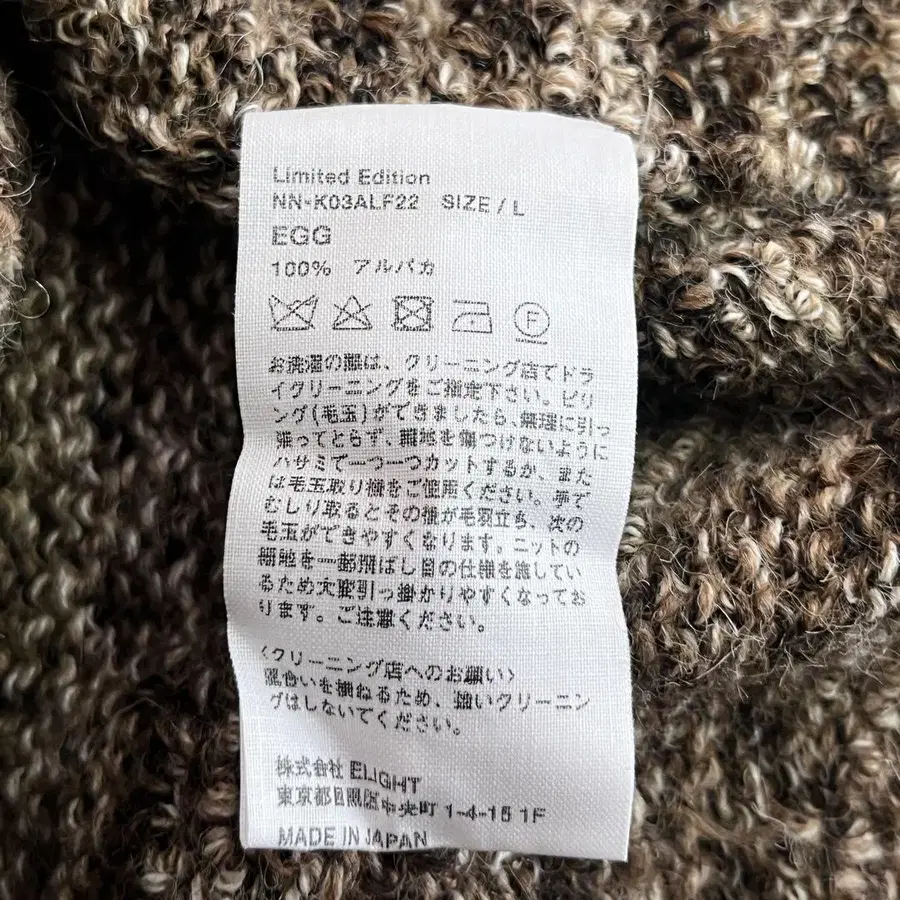 Limited Edition
NN-K03ALF22 SIZE / L
EGG
100% アルパカ
F
お洗濯の際は、クリーニング店でドラ
イクリーニングをご指定下さい。ピリ
ング(毛玉)ができましたら、無理に引っ
張ってとらず、編地を傷つけないように
ハサミで一つ一つカットするか、また
は毛玉取り機をご使用ください。手で
むしり取るとその後が毛羽立ち、次の
毛玉ができやすくなります。ニットの
編地を一部飛ばし目の仕様を施してい
るため大変引っ掛かりやすくなってお
ります。ご注意ください。
〈クリーニング店へのお願い〉
風合いを損ねるため、強いクリーニン
グはしないてください。
株式会社 ELIGHT
東京都目黒区中央町 1-4-15 1F
MADE IN JAPAN